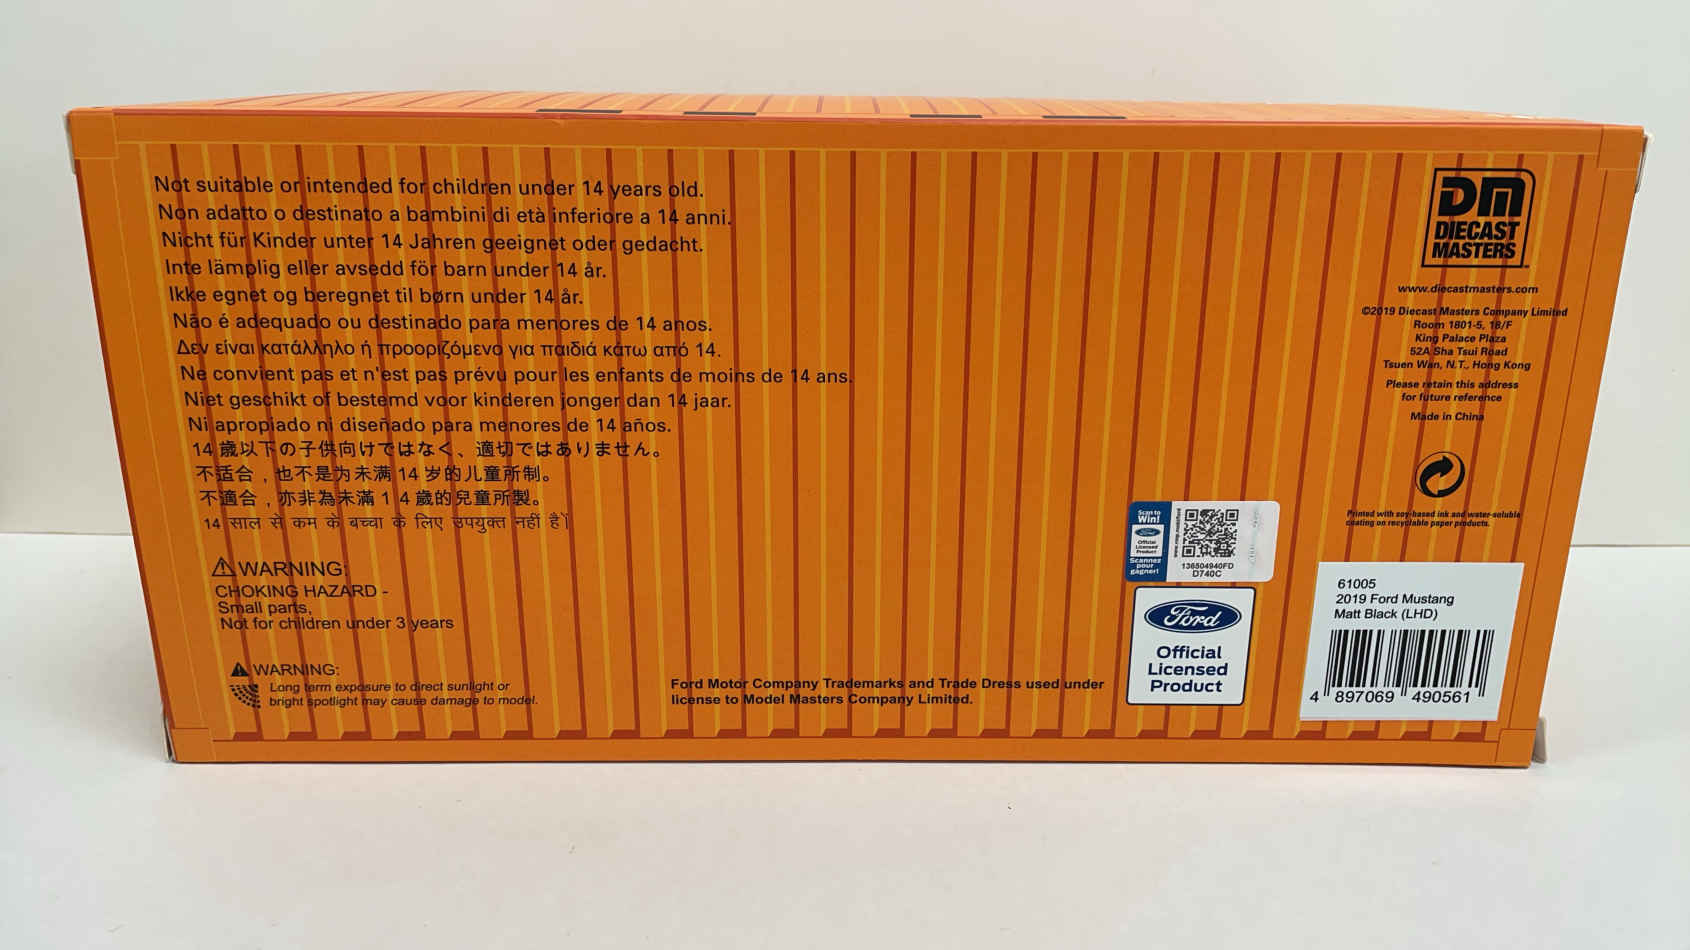 Not suitable or intended for children under 14 years old.
Non adatto o destinato a bambini di età inferiore a 14 anni.
Nicht für Kinder unter 14 Jahren geeignet oder gedacht.
Inte lämplig eller avsedd för barn under 14 år.
Ikke egnet og beregnet til børn under 14 år.
Não é adequado ou destinado para menores de 14 anos.
Δεν είναι κατάλληλο ή προοριζόμενο για παιδιά κάτω από 14.
Ne convient pas et n'est pas prévu pour les enfants de moins de 14 ans.
Niet geschikt of bestemd voor kinderen jonger dan 14 jaar.
Ni apropiado ni diseñado para menores de 14 años.
14 歳以下の子供向けではなく、適切ではありません。
不适合，也不是为未满 14 岁的儿童所制。
不適合，亦非為未滿 1 4 歲的兒童所製。
14 साल से कम के बच्चा के लिए उपयुक्त नहीं है।
WARNING:
CHOKING HAZARD -
Small parts,
Not for children under 3 years
WARNING:
Long term exposure to direct sunlight or
bright spotlight may cause damage to model.
Ford Motor Company Trademarks and Trade Dress used under
license to Model Masters Company Limited.
Scan to
Win!
Ford
Official
Licensed
Product
Scannez
pour
gagner!
136504940FD
D740C
Ford
Official
Licensed
Product
DM
DIECAST
MASTERS
www.diecastmasters.com
©2019 Diecast Masters Company Limited
Room 1801-5, 18/F
King Palace Plaza
52A Sha Tsui Road
Tsuen Wan, N.T., Hong Kong
Please retain this address
for future reference
Made in China
Printed with soy-based ink and water-soluble
coating on recyclable paper products.
61005
2019 Ford Mustang
Matt Black (LHD)
4 897069 490561